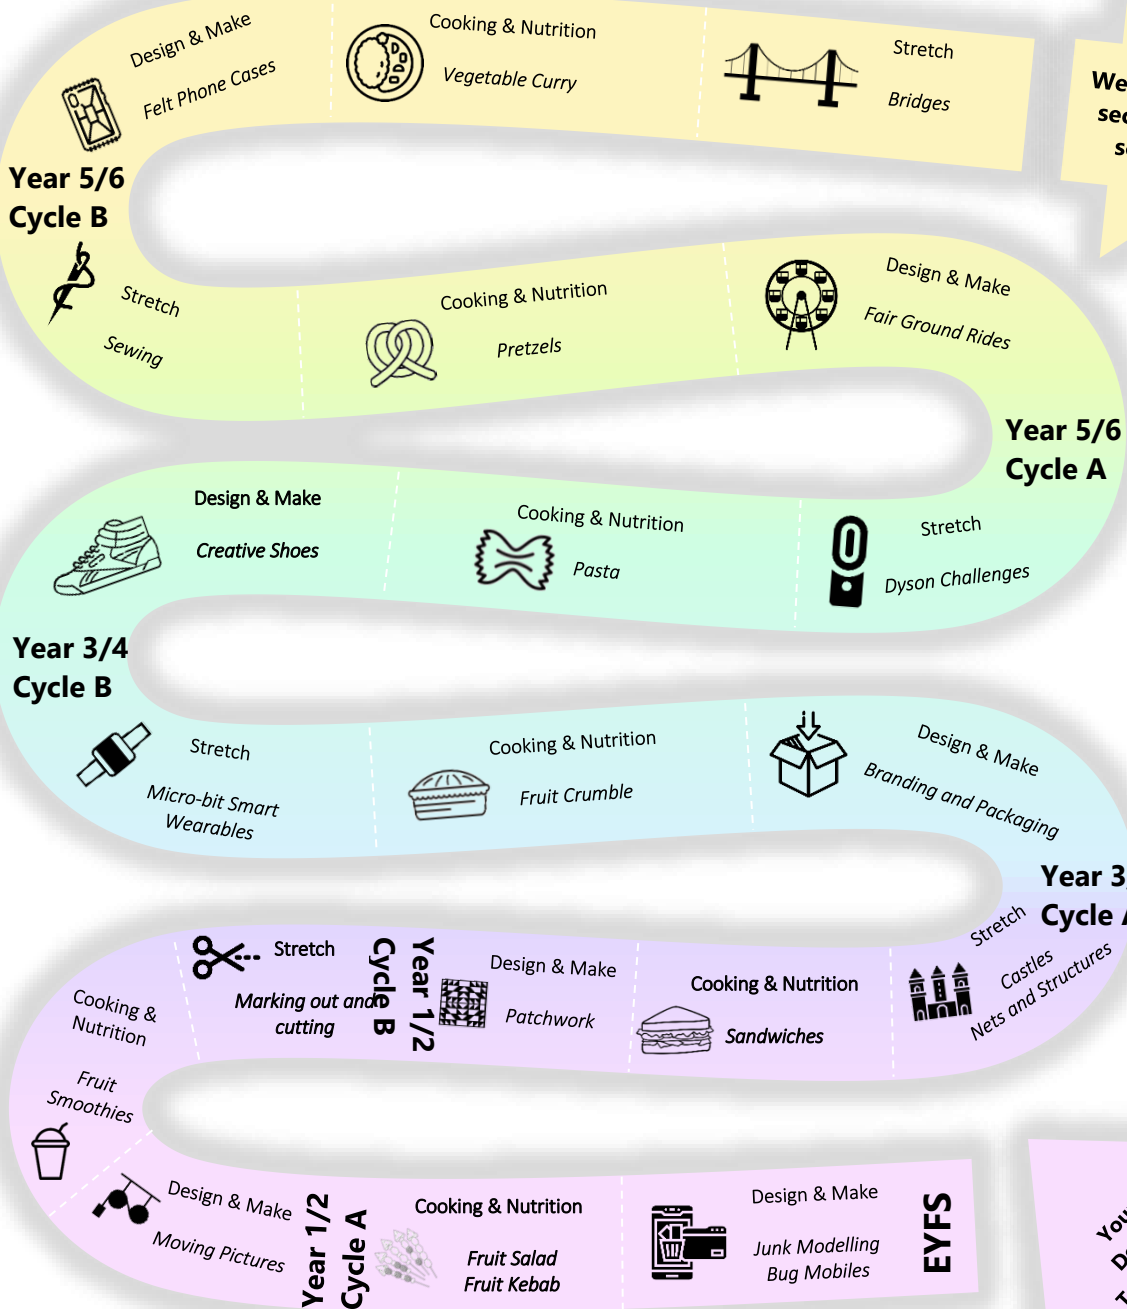 Design & Make
Felt Phone Cases
Cooking & Nutrition
Vegetable Curry
Stretch
Bridges
Year 5/6
Cycle B
Stretch
Sewing
Cooking & Nutrition
Pretzels
Design & Make
Fair Ground Rides
Year 5/6
Cycle A
Design & Make
Creative Shoes
Cooking & Nutrition
Pasta
Stretch
Dyson Challenges
Year 3/4
Cycle B
Stretch
Micro-bit Smart
Wearables
Cooking & Nutrition
Fruit Crumble
Design & Make
Branding and Packaging
Year 3/
Cycle A
Stretch
Castles
Nets and Structures
Cooking & Nutrition
Sandwiches
Design & Make
Patchwork
Year 1/2
Cycle B
Stretch
Marking out and
cutting
Cooking &
Nutrition
Fruit
Smoothies
Design & Make
Moving Pictures
Year 1/2
Cycle A
Cooking & Nutrition
Fruit Salad
Fruit Kebab
Design & Make
Junk Modelling
Bug Mobiles
EYFS